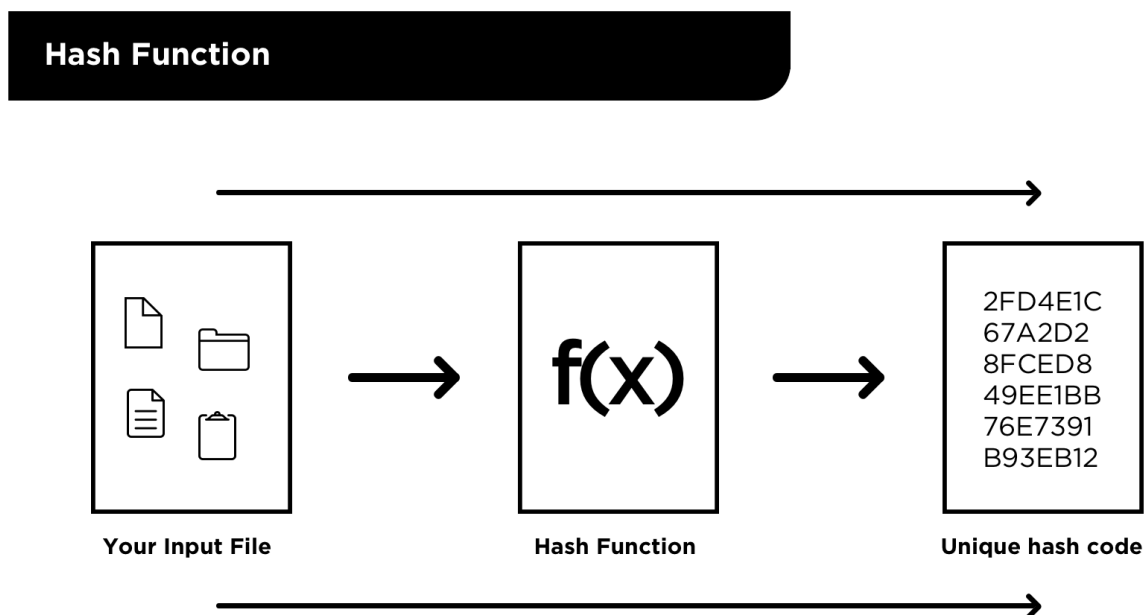 Hash Function
f(x)
2FD4E1C
67A2D2
8FCED8
49EE1BB
76E7391
B93EB12
Your Input File
Hash Function
Unique hash code